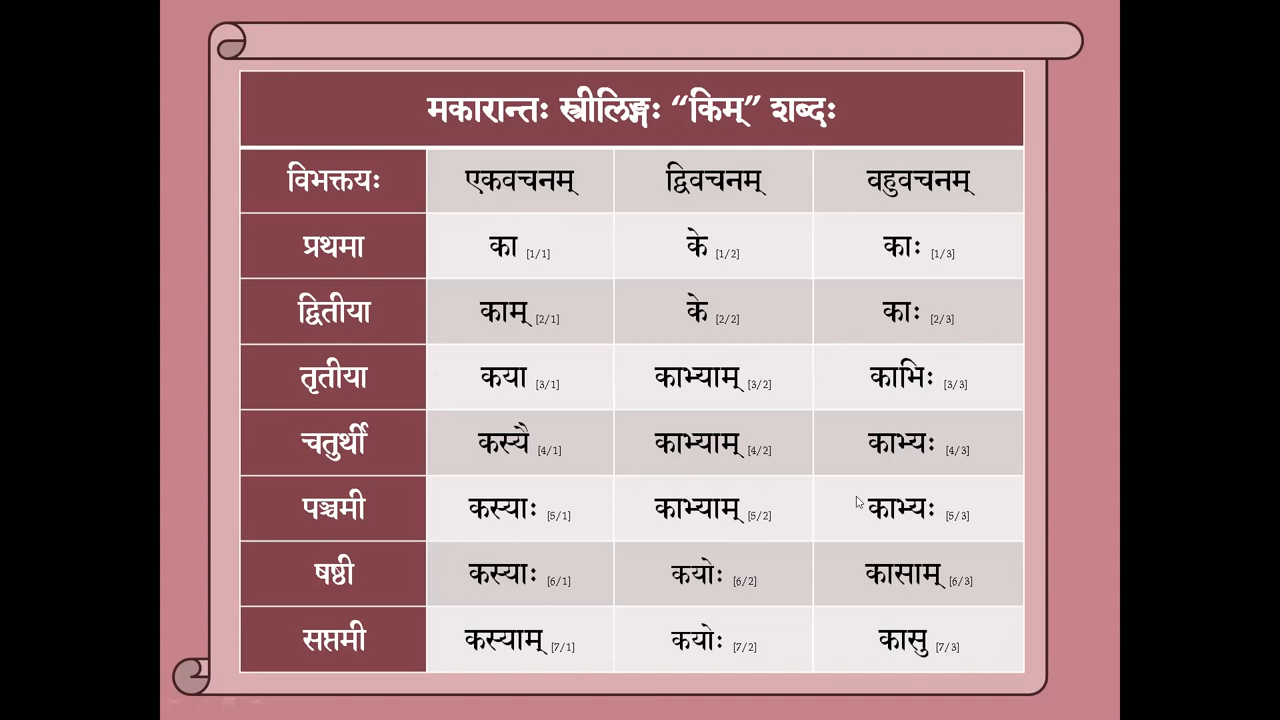 मकारान्तः स्त्रीलिङ्गः “किम्” शब्दः
विभक्तयः एकवचनम् द्विवचनम् वहुवचनम्
प्रथमा का [1/1] के [1/2] काः [1/3]
द्वितीया काम् [2/1] के [2/2] काः [2/3]
तृतीया कया [3/1] काभ्याम् [3/2] काभिः [3/3]
चतुर्थी कस्यै [4/1] काभ्याम् [4/2] काभ्यः [4/3]
पञ्चमी कस्याः [5/1] काभ्याम् [5/2] काभ्यः [5/3]
षष्ठी कस्याः [6/1] कयोः [6/2] कासाम् [6/3]
सप्तमी कस्याम् [7/1] कयोः [7/2] कासु [7/3]